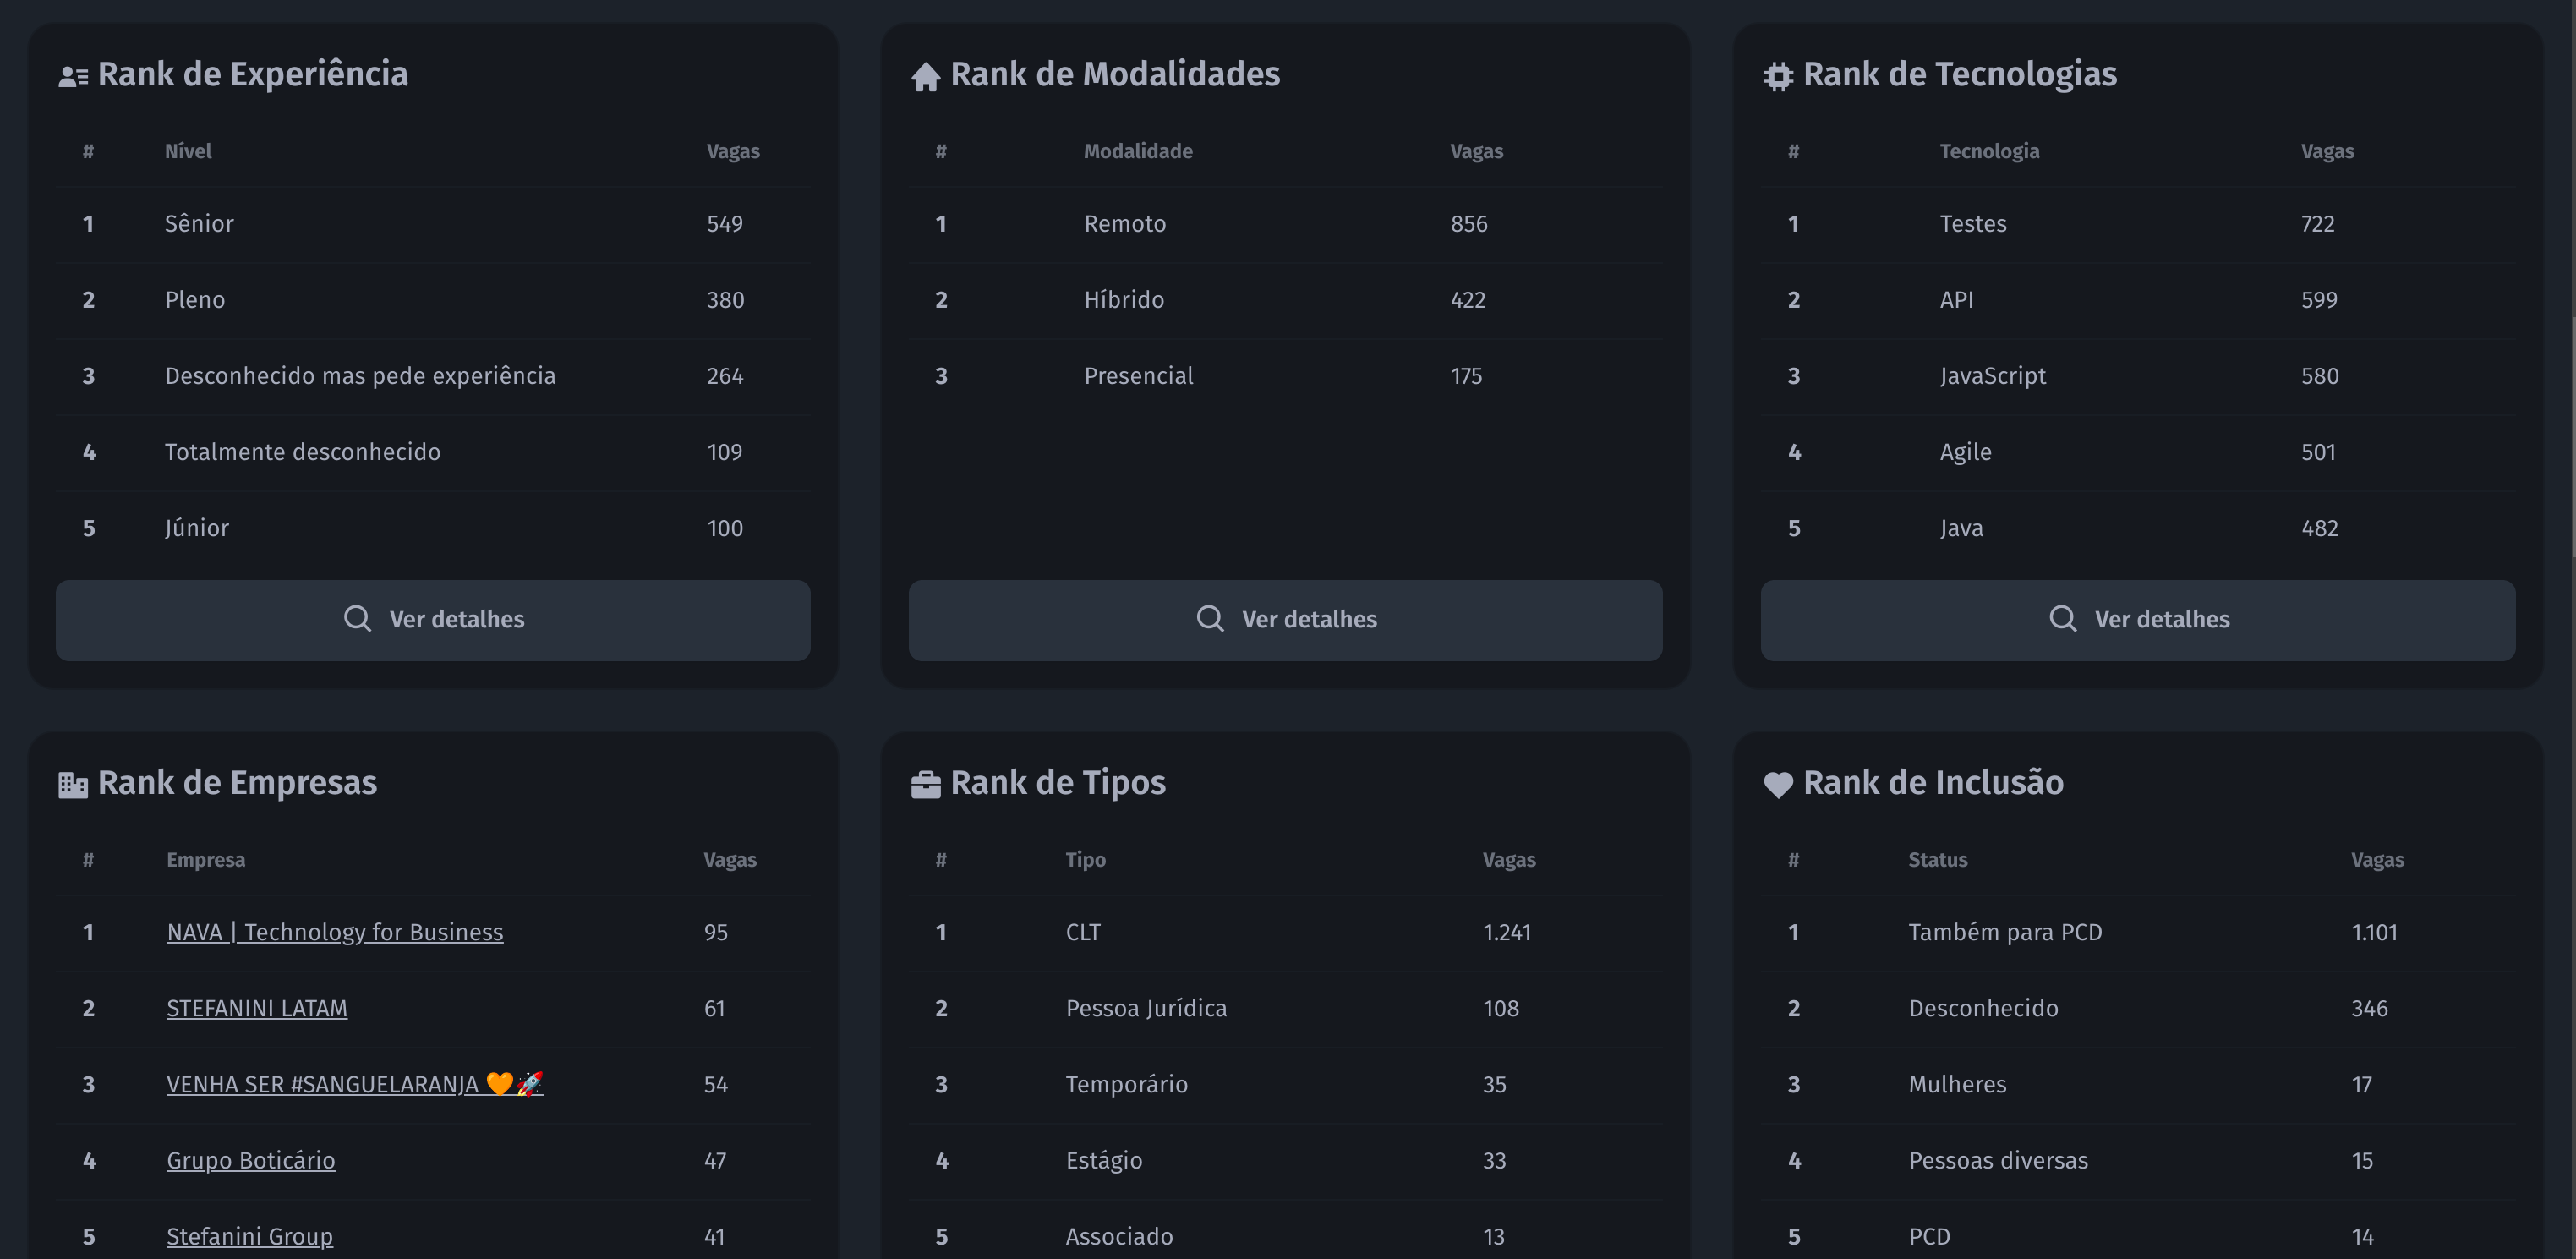 Rank de Experiência
# Nível Vagas
1 Sênior 549
2 Pleno 380
3 Desconhecido mas pede experiência 264
4 Totalmente desconhecido 109
5 Júnior 100
Ver detalhes
Rank de Modalidades
# Modalidade Vagas
1 Remoto 856
2 Híbrido 422
3 Presencial 175
Ver detalhes
Rank de Tecnologias
# Tecnologia Vagas
1 Testes 722
2 API 599
3 JavaScript 580
4 Agile 501
5 Java 482
Ver detalhes
Rank de Empresas
# Empresa Vagas
1 NAVA | Technology for Business 95
2 STEFANINI LATAM 61
3 VENHA SER #SANGUELARANJA 🧡🚀 54
4 Grupo Boticário 47
5 Stefanini Group 41
Rank de Tipos
# Tipo Vagas
1 CLT 1.241
2 Pessoa Jurídica 108
3 Temporário 35
4 Estágio 33
5 Associado 13
Rank de Inclusão
# Status Vagas
1 Também para PCD 1.101
2 Desconhecido 346
3 Mulheres 17
4 Pessoas diversas 15
5 PCD 14